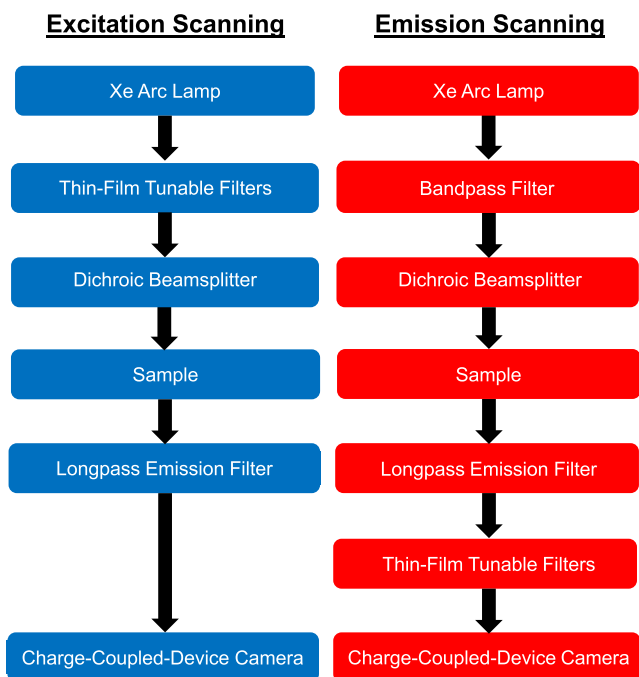 Excitation Scanning
Xe Arc Lamp
Thin-Film Tunable Filters
Dichroic Beamsplitter
Sample
Longpass Emission Filter
Charge-Coupled-Device Camera
Emission Scanning
Xe Arc Lamp
Bandpass Filter
Dichroic Beamsplitter
Sample
Longpass Emission Filter
Thin-Film Tunable Filters
Charge-Coupled-Device Camera